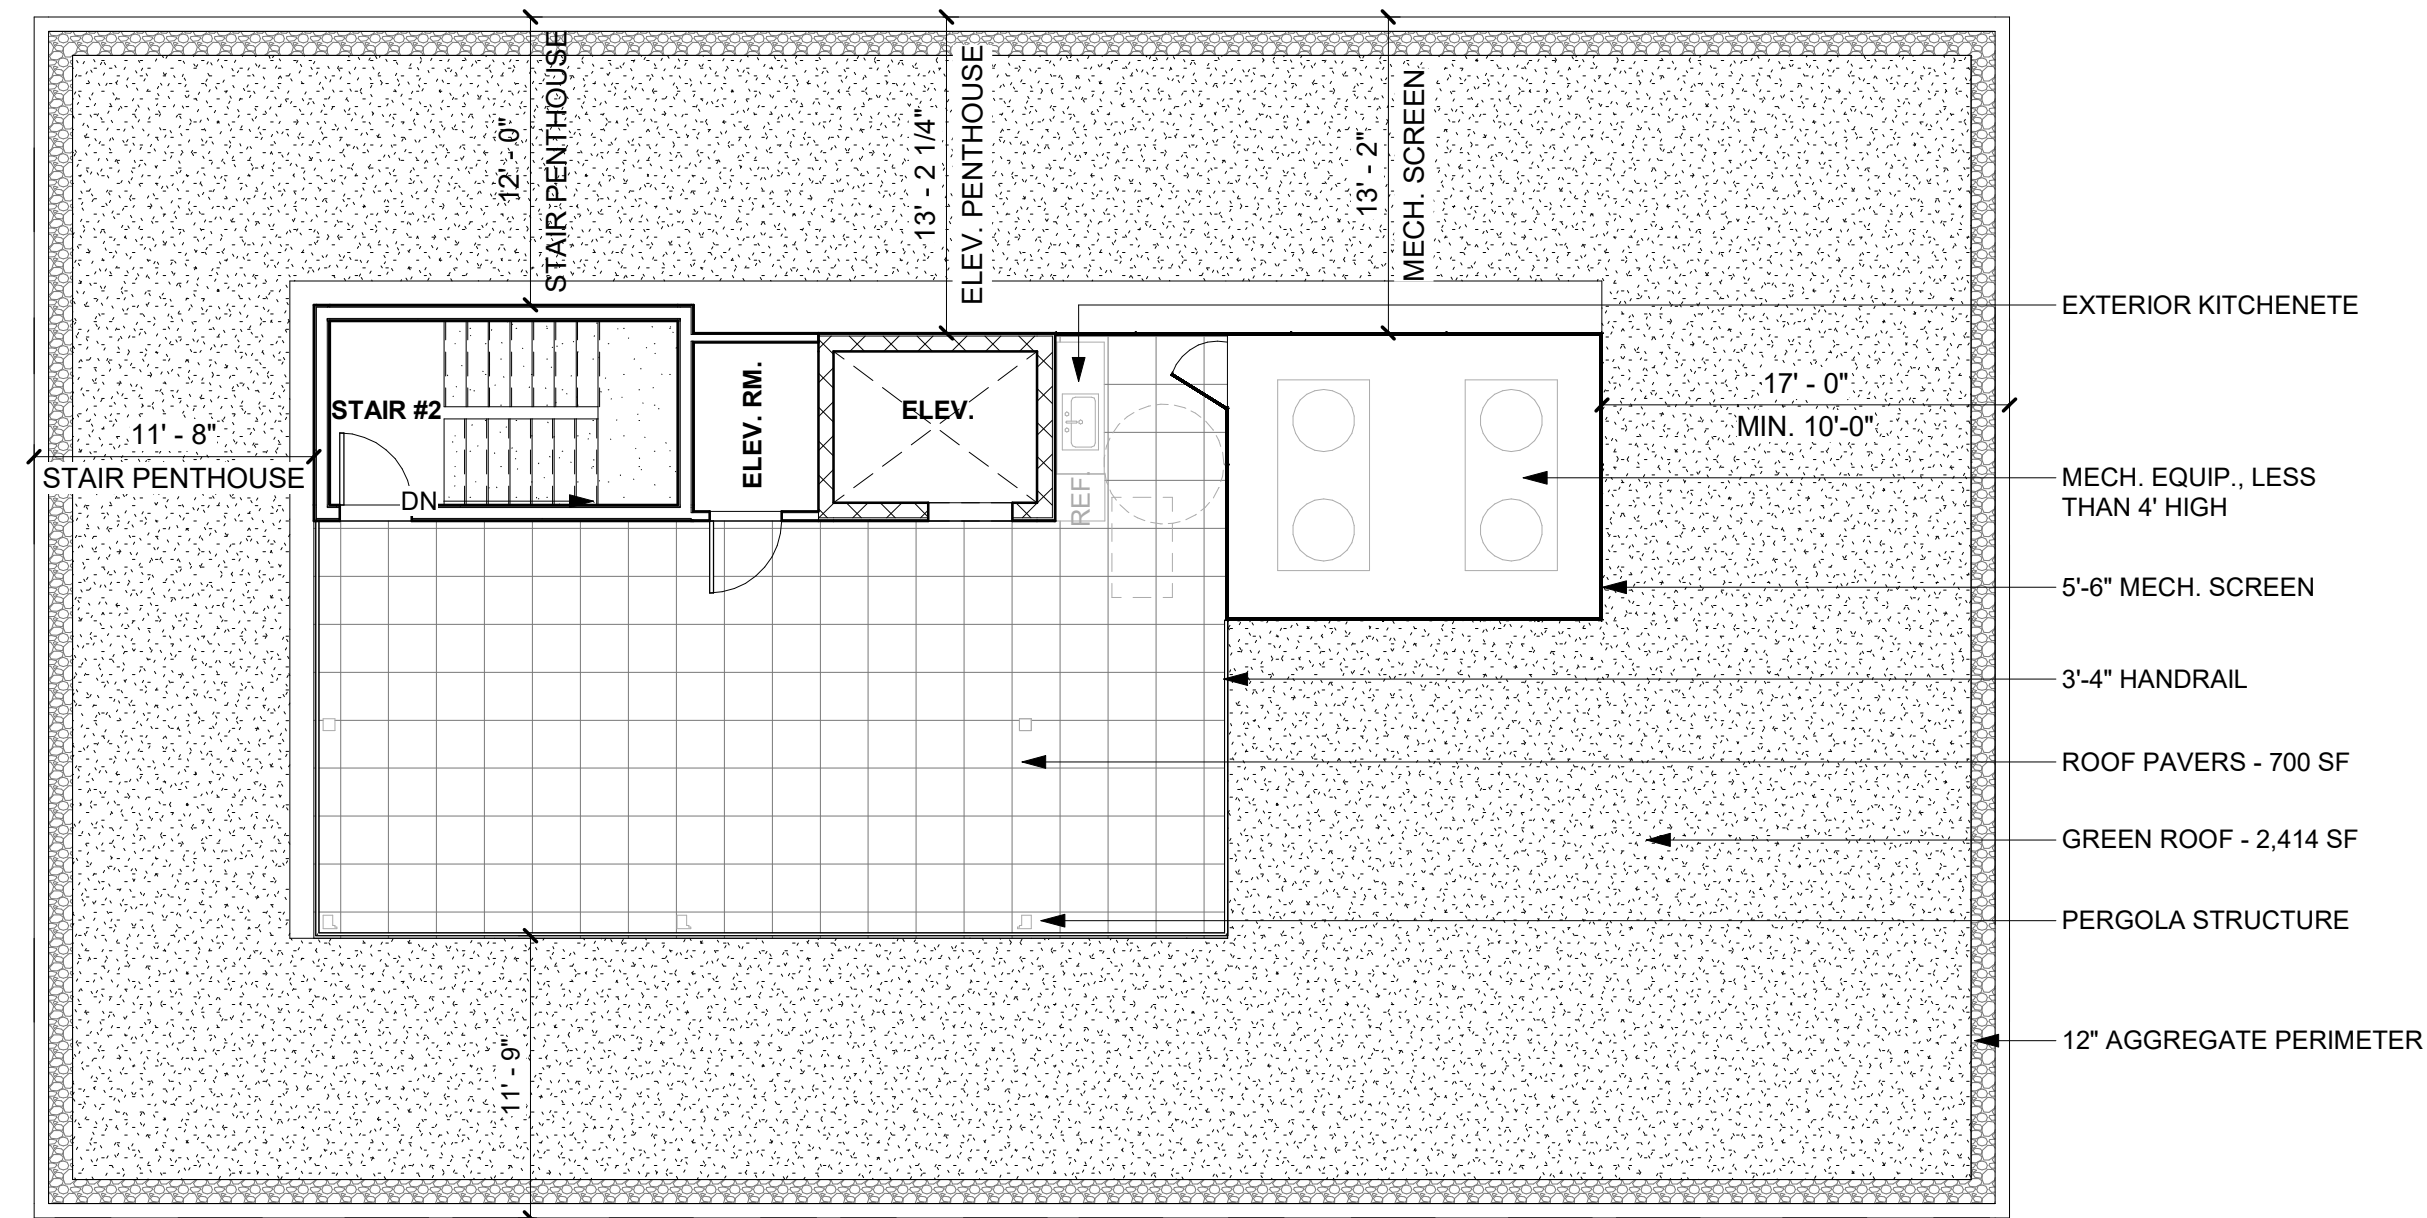 12' - 0"
STAIR PENTHOUSE
13' - 2 1/4"
ELEV. PENTHOUSE
13' - 2"
MECH. SCREEN
EXTERIOR KITCHENETE
17' - 0"
MIN. 10'-0"
STAIR #2
ELEV. RM.
ELEV.
11' - 8"
STAIR PENTHOUSE
DN
REF.
MECH. EQUIP., LESS
THAN 4' HIGH
5'-6" MECH. SCREEN
3'-4" HANDRAIL
ROOF PAVERS - 700 SF
GREEN ROOF - 2,414 SF
PERGOLA STRUCTURE
11' - 9"
12" AGGREGATE PERIMETER